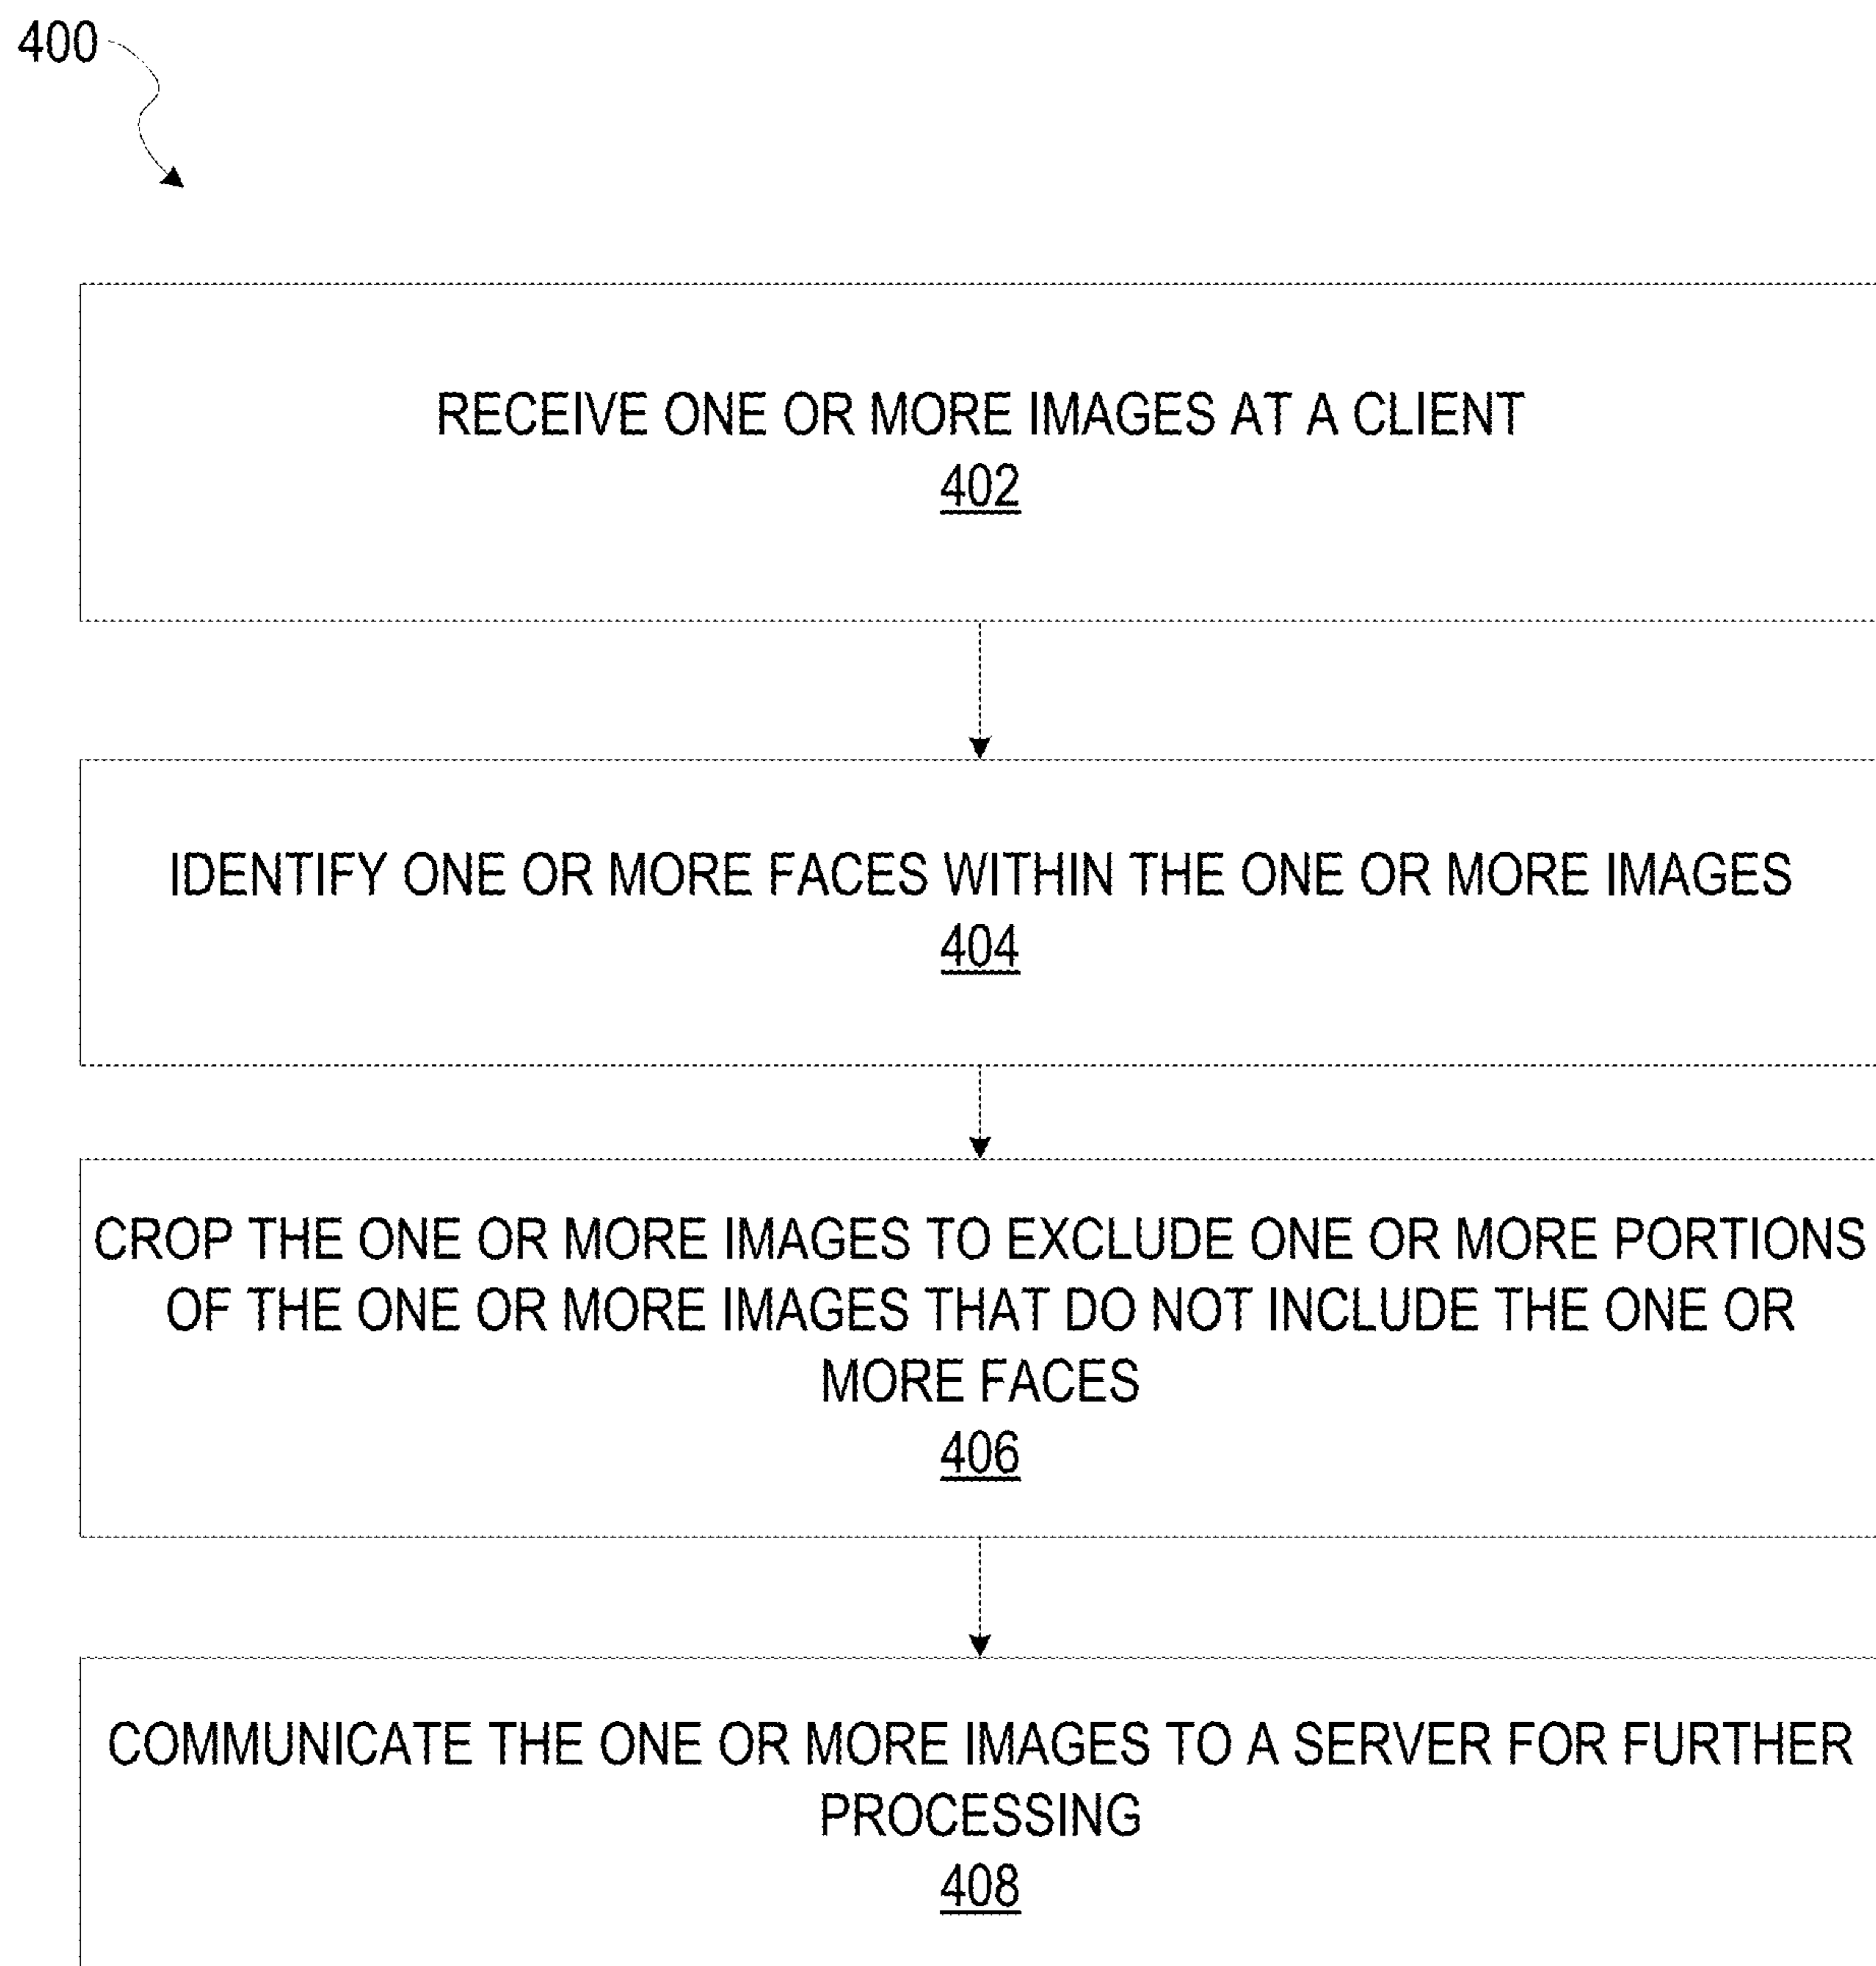 400
RECEIVE ONE OR MORE IMAGES AT A CLIENT
402
IDENTIFY ONE OR MORE FACES WITHIN THE ONE OR MORE IMAGES
404
CROP THE ONE OR MORE IMAGES TO EXCLUDE ONE OR MORE PORTIONS
OF THE ONE OR MORE IMAGES THAT DO NOT INCLUDE THE ONE OR
MORE FACES
406
COMMUNICATE THE ONE OR MORE IMAGES TO A SERVER FOR FURTHER
PROCESSING
408